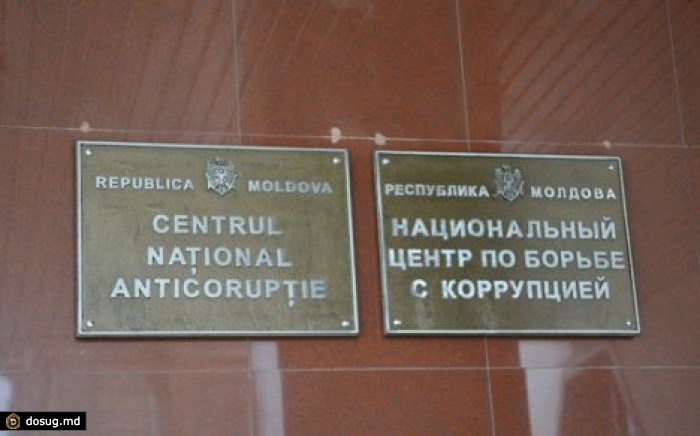 REPUBLICA MOLDOVA
CENTRUL
NAȚIONAL
ANTICORUPȚIE
РЕСПУБЛИКА МОЛДОВА
НАЦИОНАЛЬНЫЙ
ЦЕНТР ПО БОРЬБЕ
С КОРРУПЦИЕЙ
dosug.md